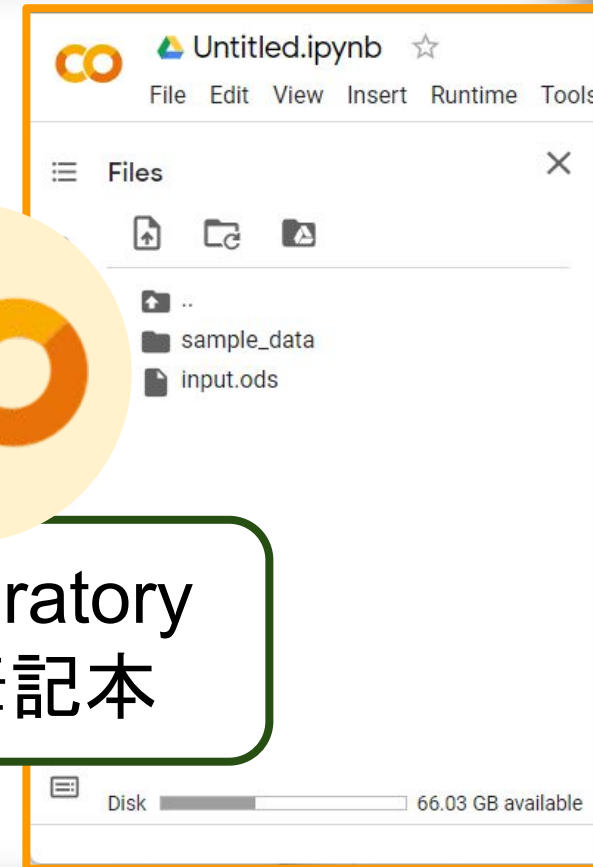 Untitled.ipynb
File Edit View Insert Runtime Tools
Files
..
sample_data
input.ods
ratory
記本
Disk 66.03 GB available